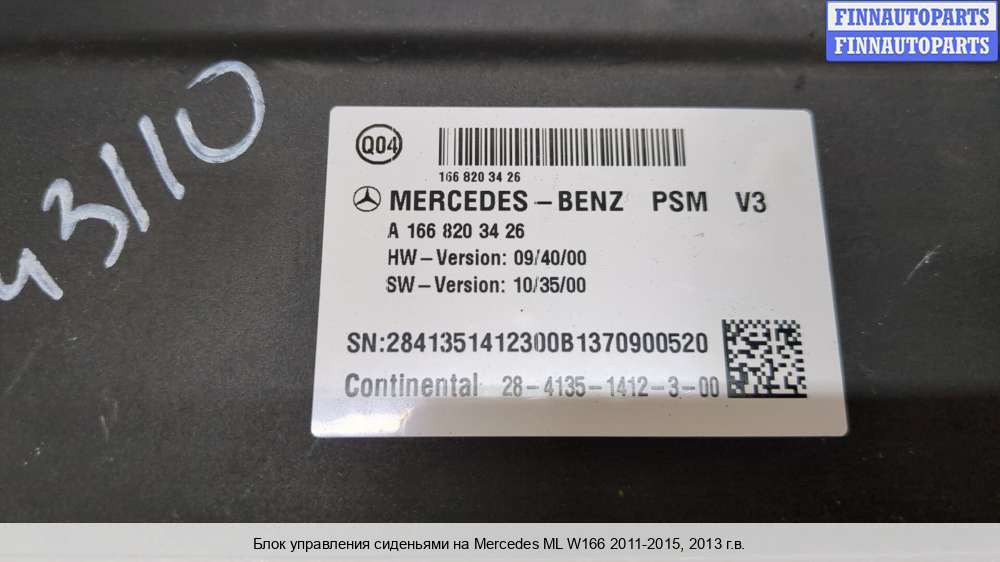 FINNAUTOPARTS
FINNAUTOPARTS
43110
Q04
166 820 34 26
MERCEDES-BENZ PSM V3
A 166 820 34 26
HW-Version: 09/40/00
SW-Version: 10/35/00
SN:2841351412300B1370900520
Continental 28-4135-1412-3-00
Блок управления сиденьями на Mercedes ML W166 2011-2015, 2013 г.в.